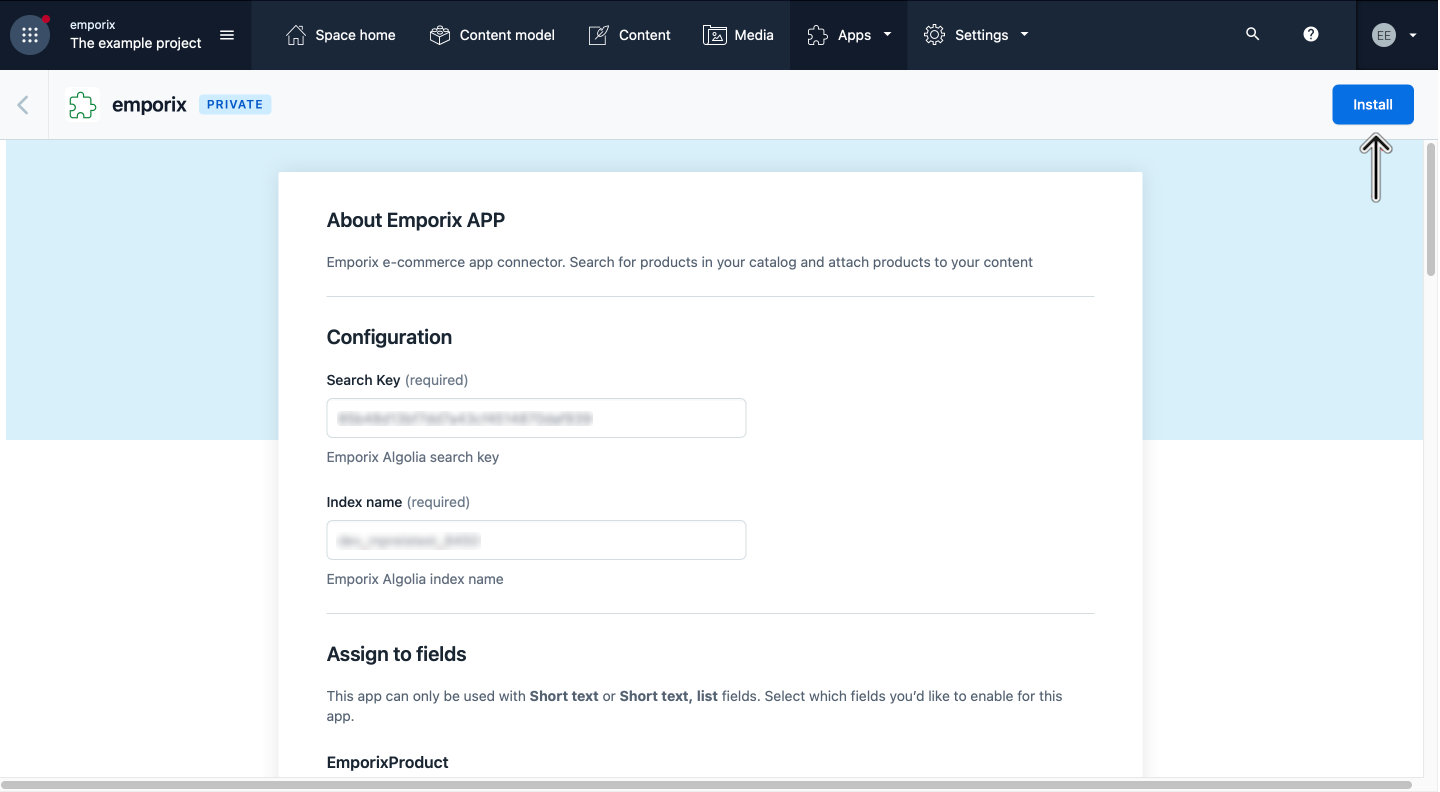 emporix
The example project
Space home
Content model
Content
Media
Apps
Settings
?
EE
emporix
PRIVATE
Install
About Emporix APP
Emporix e-commerce app connector. Search for products in your catalog and attach products to your content
Configuration
Search Key (required)
Emporix Algolia search key
Index name (required)
Emporix Algolia index name
Assign to fields
This app can only be used with Short text or Short text, list fields. Select which fields you’d like to enable for this
app.
EmporixProduct